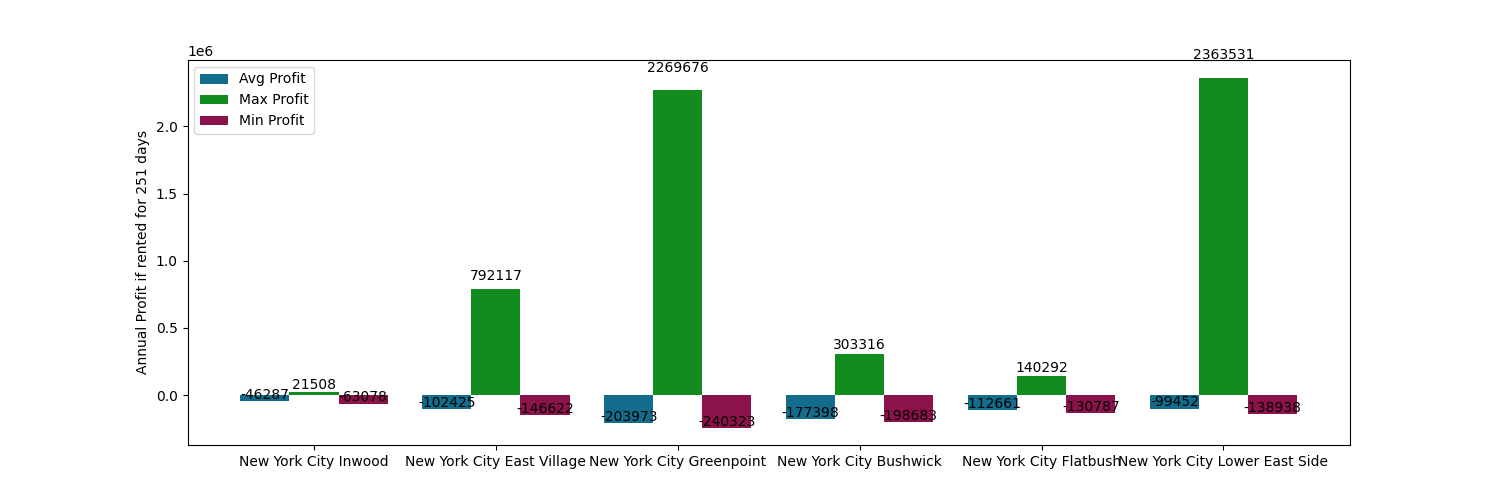 1e6
Avg Profit
Max Profit
Min Profit
Annual Profit if rented for 251 days
2.0
1.5
1.0
0.5
0.0
-46287
21508
-63078
-102425
792117
-146622
-203973
2269676
-240323
-177398
303316
-198683
-112661
140292
-130787
-99452
2363531
-138938
New York City Inwood
New York City East Village
New York City Greenpoint
New York City Bushwick
New York City Flatbush
New York City Lower East Side